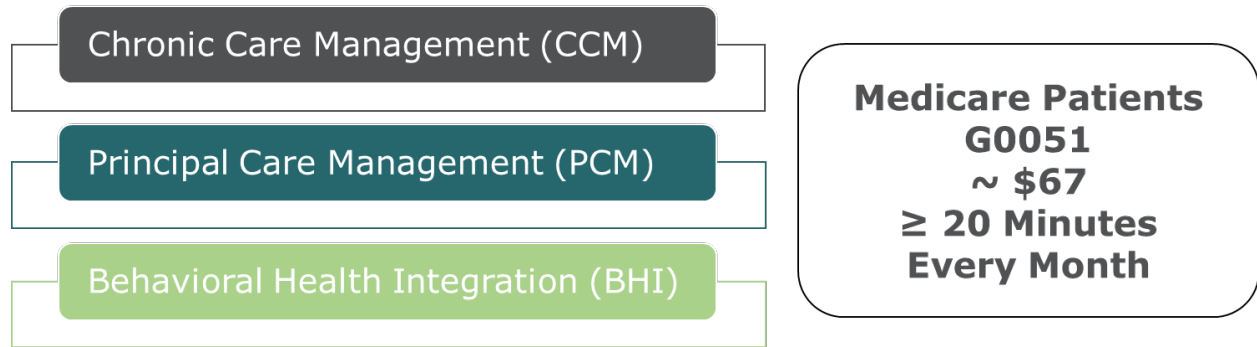 Chronic Care Management (CCM)
Principal Care Management (PCM)
Behavioral Health Integration (BHI)
Medicare Patients
G0051
~ $67
≥ 20 Minutes
Every Month